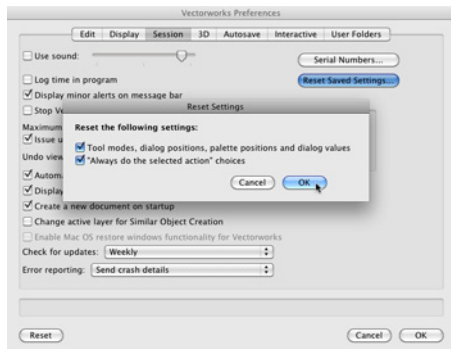 Vectorworks Preferences
Edit Display Session 3D Autosave Interactive User Folders
Use sound:
Serial Numbers...
Log time in program
Reset Saved Settings...
Display minor alerts on message bar
Stop
Reset Settings
Maximum
Reset the following settings:
Issue
Tool modes, dialog positions, palette positions and dialog values
Undo view
"Always do the selected action" choices
Cancel OK
Display
Create a new document on startup
Change active layer for Similar Object Creation
Enable Mac OS restore windows functionality for Vectorworks
Check for updates: Weekly
Error reporting: Send crash details
Reset Cancel OK